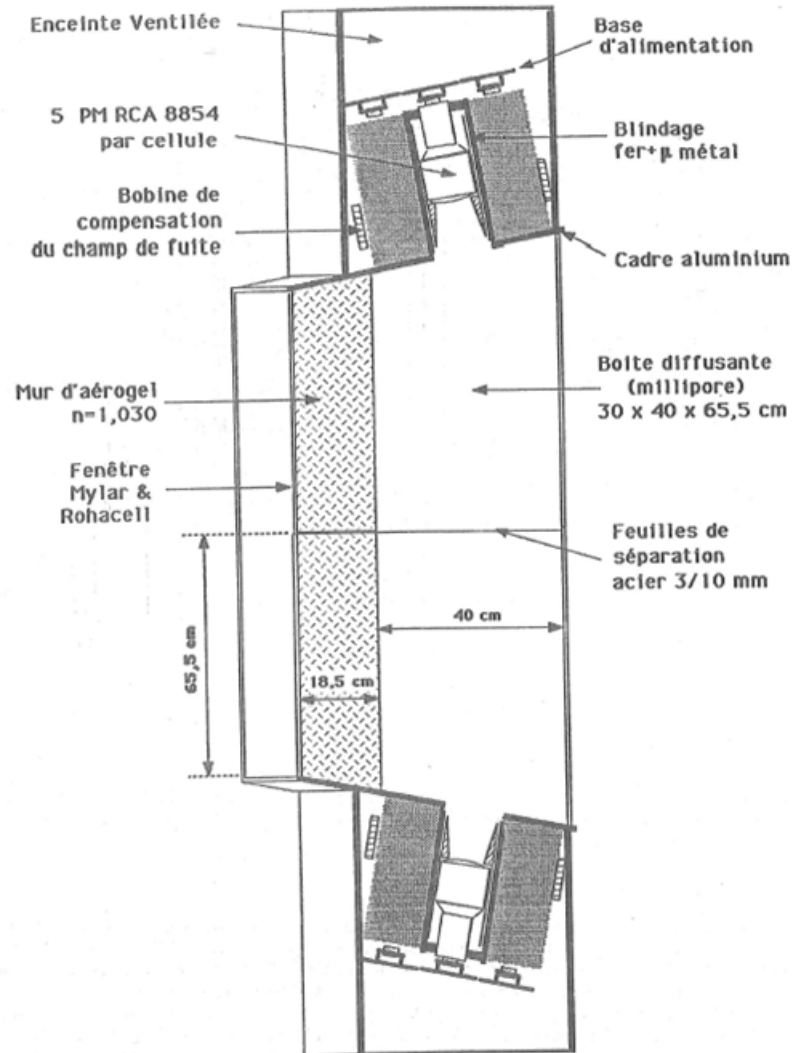 Enceinte Ventilée
Base
d'alimentation
5 PM RCA 8854
par cellule
Blindage
fer+µ métal
Bobine de
compensation
du champ de fuite
Cadre aluminium
Mur d'aérogel
n=1,030
Boite diffusante
(millipore)
30 x 40 x 65,5 cm
Fenêtre
Mylar &
Rohacell
Feuilles de
séparation
acier 3/10 mm
40 cm
65,5 cm
18,5 cm